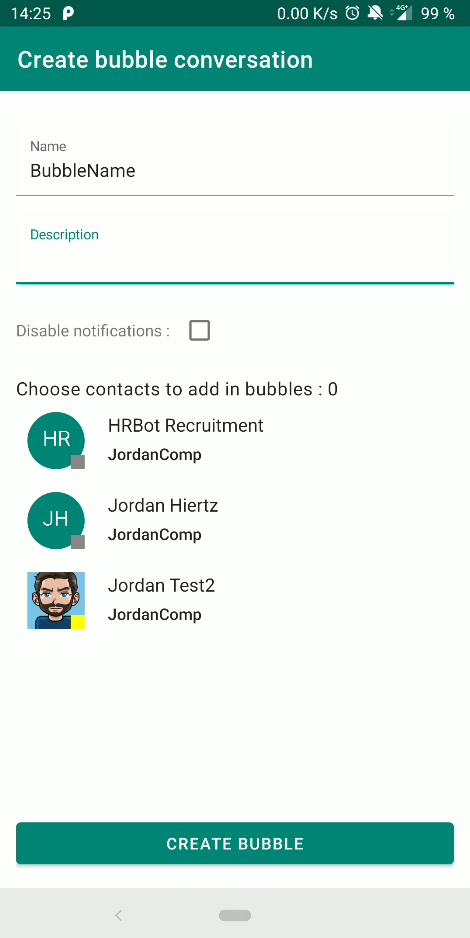 14:25 0.00 K/s 4G+ 99 %
Create bubble conversation
Name
BubbleName
Description
Disable notifications :
Choose contacts to add in bubbles : 0
HR
HRBot Recruitment
JordanComp
JH
Jordan Hiertz
JordanComp
Jordan Test2
JordanComp
CREATE BUBBLE